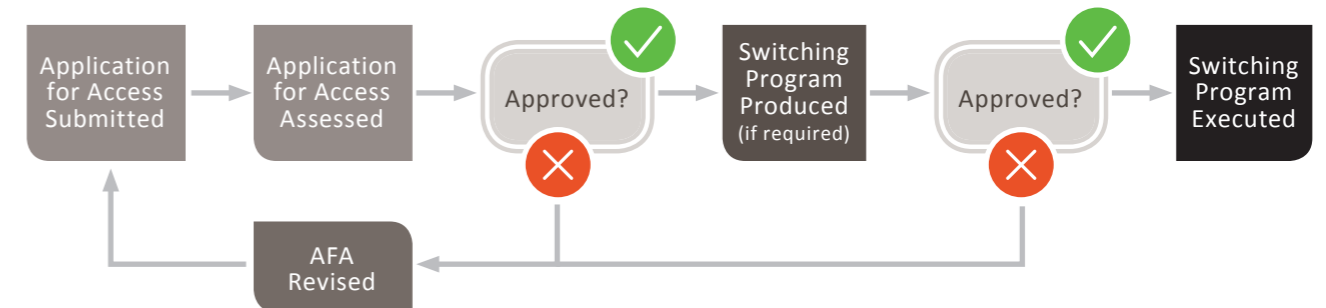 Application
for Access
Submitted
Application
for Access
Assessed
Approved?
Switching
Program
Produced
(if required)
Approved?
Switching
Program
Executed
AFA
Revised